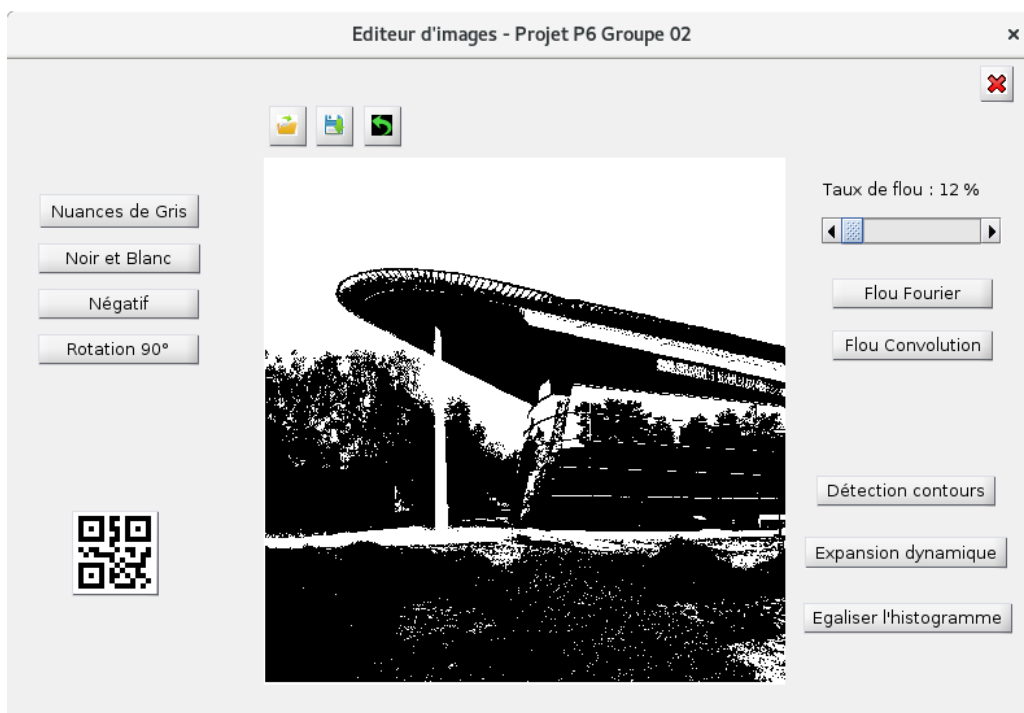 Editeur d'images - Projet P6 Groupe 02
Nuances de Gris
Noir et Blanc
Négatif
Rotation 90°
Taux de flou : 12 %
Flou Fourier
Flou Convolution
Détection contours
Expansion dynamique
Egaliser l'histogramme